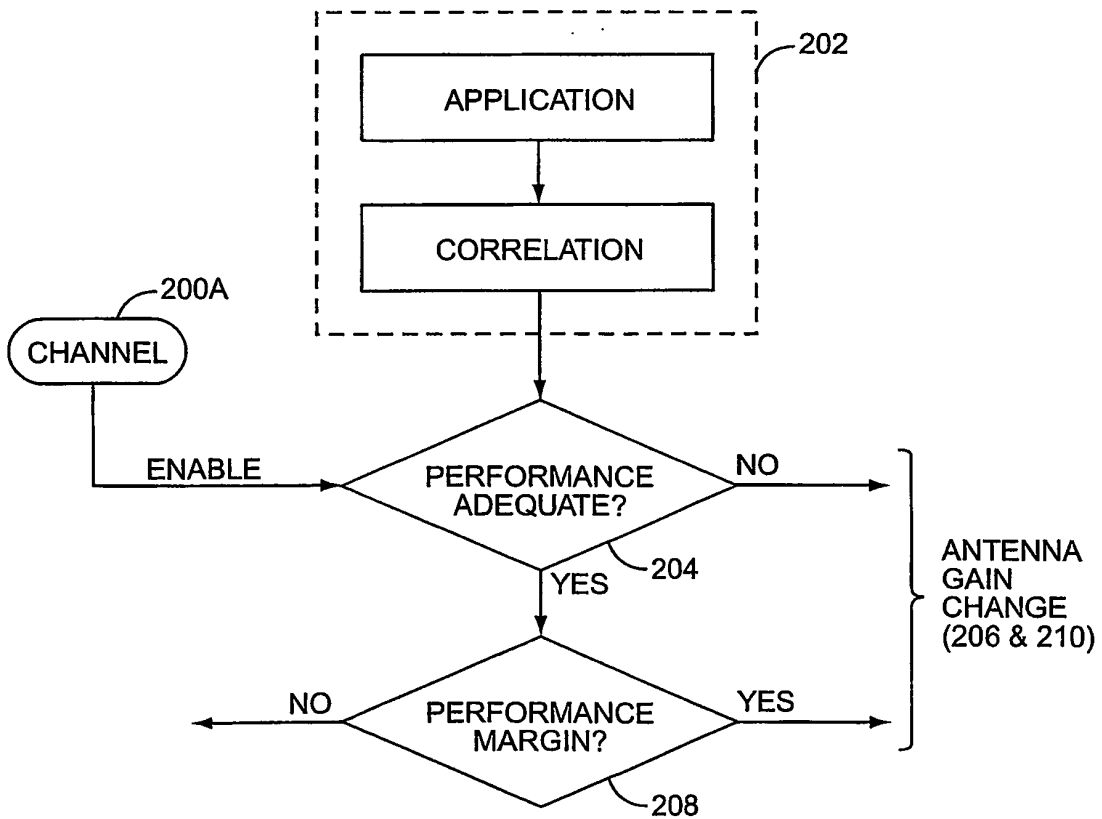 202
APPLICATION
CORRELATION
200A
CHANNEL
ENABLE
PERFORMANCE
ADEQUATE?
NO
204
YES
ANTENNA
GAIN
CHANGE
(206 & 210)
NO
PERFORMANCE
MARGIN?
YES
208